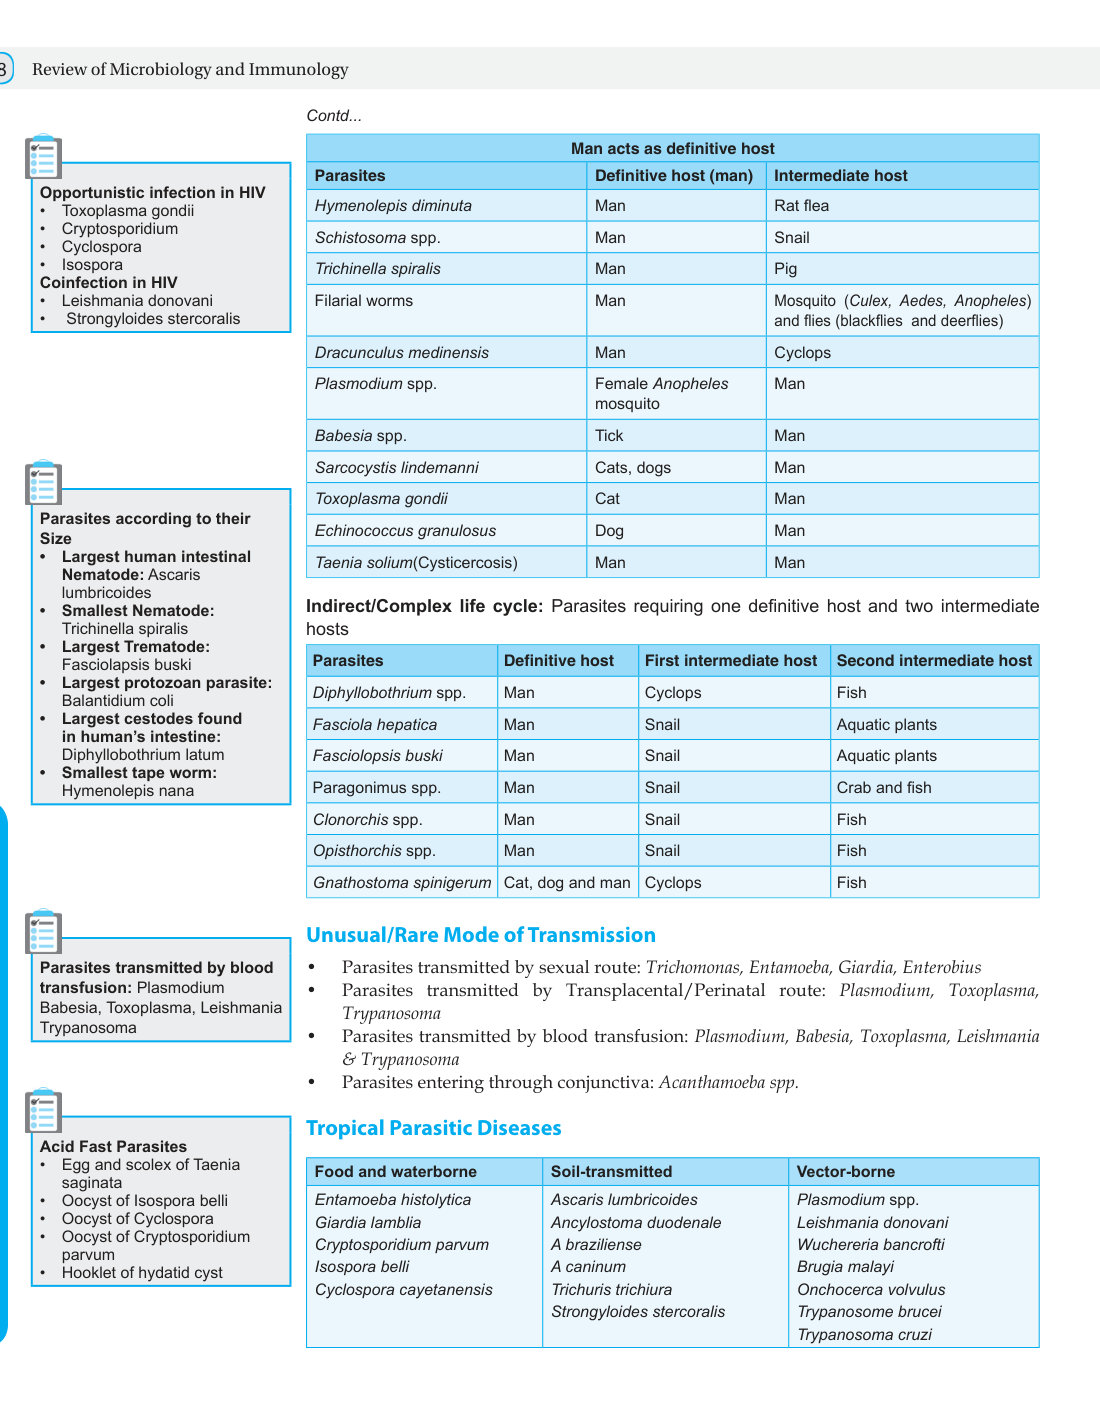 8 Review of Microbiology and Immunology
Opportunistic infection in HIV
• Toxoplasma gondii
• Cryptosporidium
• Cyclospora
• Isospora
Coinfection in HIV
• Leishmania donovani
• Strongyloides stercoralis
Parasites according to their
Size
• Largest human intestinal
Nematode: Ascaris
lumbricoides
• Smallest Nematode:
Trichinella spiralis
• Largest Trematode:
Fasciolapsis buski
• Largest protozoan parasite:
Balantidium coli
• Largest cestodes found
in human's intestine:
Diphyllobothrium latum
• Smallest tape worm:
Hymenolepis nana
Parasites transmitted by blood
transfusion: Plasmodium
Babesia, Toxoplasma, Leishmania
Trypanosoma
Acid Fast Parasites
• Egg and scolex of Taenia
saginata
• Oocyst of Isospora belli
• Oocyst of Cyclospora
• Oocyst of Cryptosporidium
parvum
• Hooklet of hydatid cyst
Contd...
Man acts as definitive host
Parasites Definitive host (man) Intermediate host
Hymenolepis diminuta Man Rat flea
Schistosoma spp. Man Snail
Trichinella spiralis Man Pig
Filarial worms Man Mosquito (Culex, Aedes, Anopheles)
and flies (blackflies and deerflies)
Dracunculus medinensis Man Cyclops
Plasmodium spp. Female Anopheles Man
mosquito
Babesia spp. Tick Man
Sarcocystis lindemanni Cats, dogs Man
Toxoplasma gondii Cat Man
Echinococcus granulosus Dog Man
Taenia solium(Cysticercosis) Man Man
Indirect/Complex life cycle: Parasites requiring one definitive host and two intermediate
hosts
Parasites Definitive host First intermediate host Second intermediate host
Diphyllobothrium spp. Man Cyclops Fish
Fasciola hepatica Man Snail Aquatic plants
Fasciolopsis buski Man Snail Aquatic plants
Paragonimus spp. Man Snail Crab and fish
Clonorchis spp. Man Snail Fish
Opisthorchis spp. Man Snail Fish
Gnathostoma spinigerum Cat, dog and man Cyclops Fish
Unusual/Rare Mode of Transmission
• Parasites transmitted by sexual route: Trichomonas, Entamoeba, Giardia, Enterobius
• Parasites transmitted by Transplacental/Perinatal route: Plasmodium, Toxoplasma,
Trypanosoma
• Parasites transmitted by blood transfusion: Plasmodium, Babesia, Toxoplasma, Leishmania
& Trypanosoma
• Parasites entering through conjunctiva: Acanthamoeba spp.
Tropical Parasitic Diseases
Food and waterborne Soil-transmitted Vector-borne
Entamoeba histolytica Ascaris lumbricoides Plasmodium spp.
Giardia lamblia Ancylostoma duodenale Leishmania donovani
Cryptosporidium parvum A braziliense Wuchereria bancrofti
Isospora belli A caninum Brugia malayi
Cyclospora cayetanensis Trichuris trichiura Onchocerca volvulus
Strongyloides stercoralis Trypanosome brucei
Trypanosoma cruzi